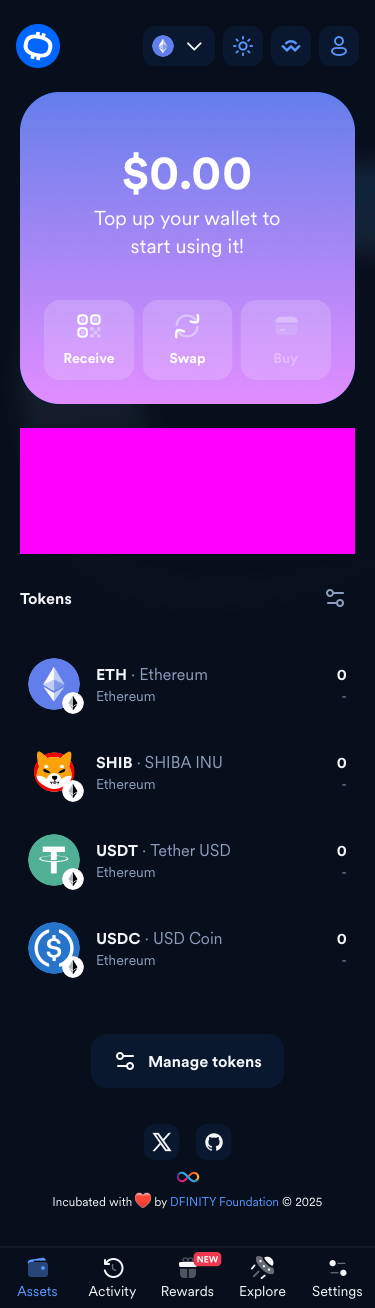 $0.00
Top up your wallet to
start using it!
Receive
Swap
Buy
Tokens
ETH · Ethereum
0
Ethereum
-
SHIB · SHIBA INU
0
Ethereum
-
USDT · Tether USD
0
Ethereum
-
USDC · USD Coin
0
Ethereum
-
Manage tokens
Incubated with ❤️ by DFINITY Foundation © 2025
NEW
Assets
Activity
Rewards
Explore
Settings